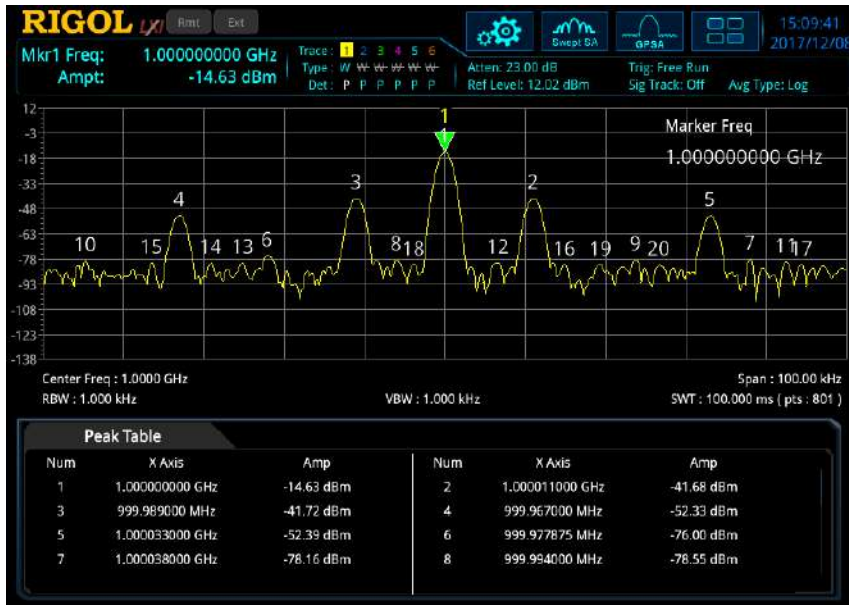 RIGOL LXI Rmt Ext
Swept SA
GPSA
15:09:41
2017/12/08
Mkr1 Freq: 1.000000000 GHz
Ampt: -14.63 dBm
Trace: 1 2 3 4 5 6
Type: W W W W W W
Det: P P P P P P
Atten: 23.00 dB
Ref Level: 12.02 dBm
Trig: Free Run
Sig Track: Off
Avg Type: Log
12
-3
-18
-33
-48
-63
-78
-93
-108
-123
-138
Marker Freq
1.000000000 GHz
1
3 2
4 5
10 15 14 13 6 8 18 12 16 19 9 20 7 11 17
Center Freq : 1.0000 GHz
Span : 100.00 kHz
RBW : 1.000 kHz
VBW : 1.000 kHz
SWT : 100.000 ms ( pts : 801 )
Peak Table
Num X Axis Amp Num X Axis Amp
1 1.000000000 GHz -14.63 dBm 2 1.000011000 GHz -41.68 dBm
3 999.989000 MHz -41.72 dBm 4 999.967000 MHz -52.33 dBm
5 1.000033000 GHz -52.39 dBm 6 999.977875 MHz -76.00 dBm
7 1.000038000 GHz -78.16 dBm 8 999.994000 MHz -78.55 dBm